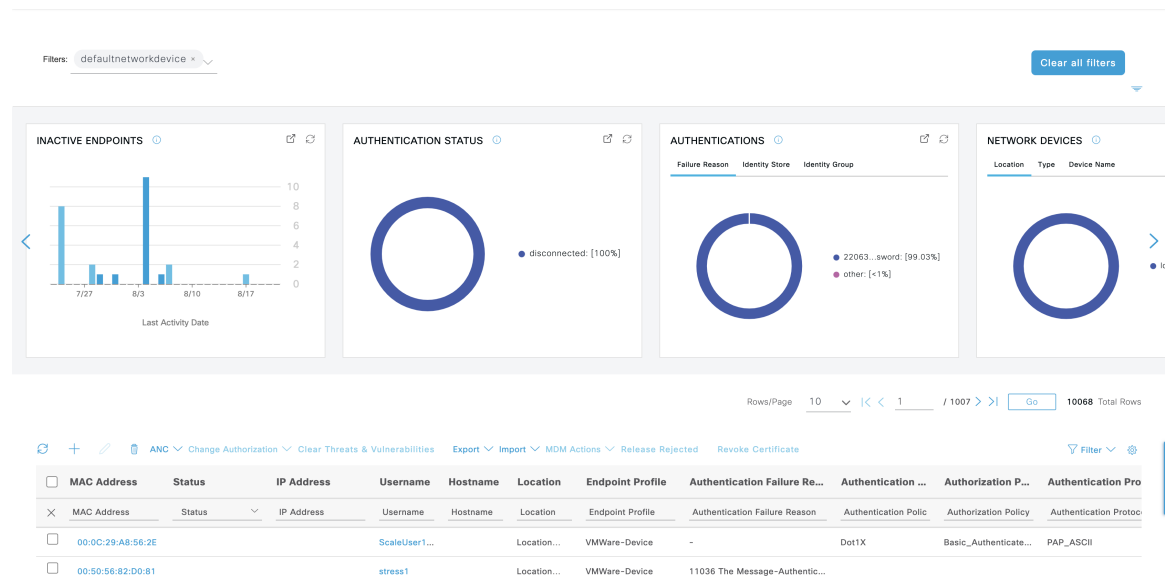 Filters: defaultnetworkdevice ×
Clear all filters
INACTIVE ENDPOINTS
10
8
6
4
2
0
7/27 8/3 8/10 8/17
Last Activity Date
AUTHENTICATION STATUS
disconnected: [100%]
AUTHENTICATIONS
Failure Reason Identity Store Identity Group
22063...sword: [99.03%]
other: [<1%]
NETWORK DEVICES
Location Type Device Name
Rows/Page 10 1 / 1007 Go 10068 Total Rows
ANC Change Authorization Clear Threats & Vulnerabilities Export Import MDM Actions Release Rejected Revoke Certificate Filter
MAC Address Status IP Address Username Hostname Location Endpoint Profile Authentication Failure Re... Authentication ... Authorization P... Authentication Pro
MAC Address Status IP Address Username Hostname Location Endpoint Profile Authentication Failure Reason Authentication Polic Authorization Policy Authentication Protoc
00:0C:29:A8:56:2E ScaleUser1... Location... VMWare-Device - Dot1X Basic_Authenticate... PAP_ASCII
00:50:56:82:D0:81 stress1 Location... VMWare-Device 11036 The Message-Authentic...